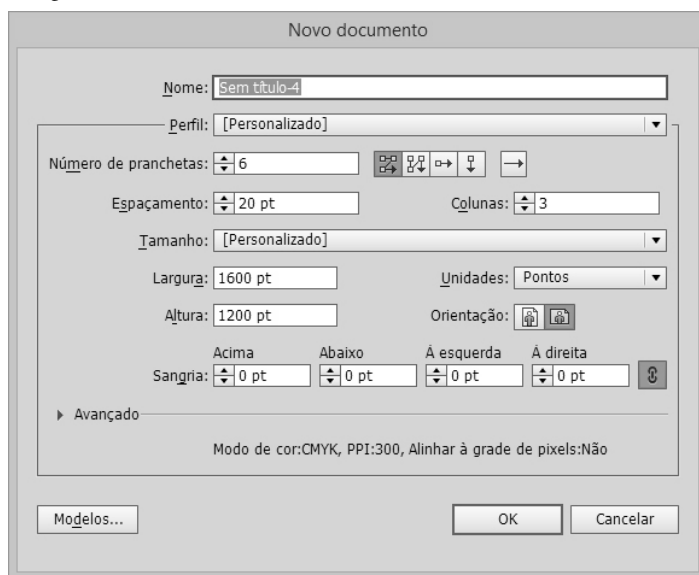 Novo documento
Nome: Sem título-4
Perfil: [Personalizado]
Número de pranchetas: 6
Espaçamento: 20 pt Colunas: 3
Tamanho: [Personalizado]
Largura: 1600 pt Unidades: Pontos
Altura: 1200 pt Orientação:
Acima Abaixo À esquerda À direita
Sangria: 0 pt 0 pt 0 pt 0 pt
Avançado
Modo de cor:CMYK, PPI:300, Alinhar à grade de pixels:Não
Modelos... OK Cancelar